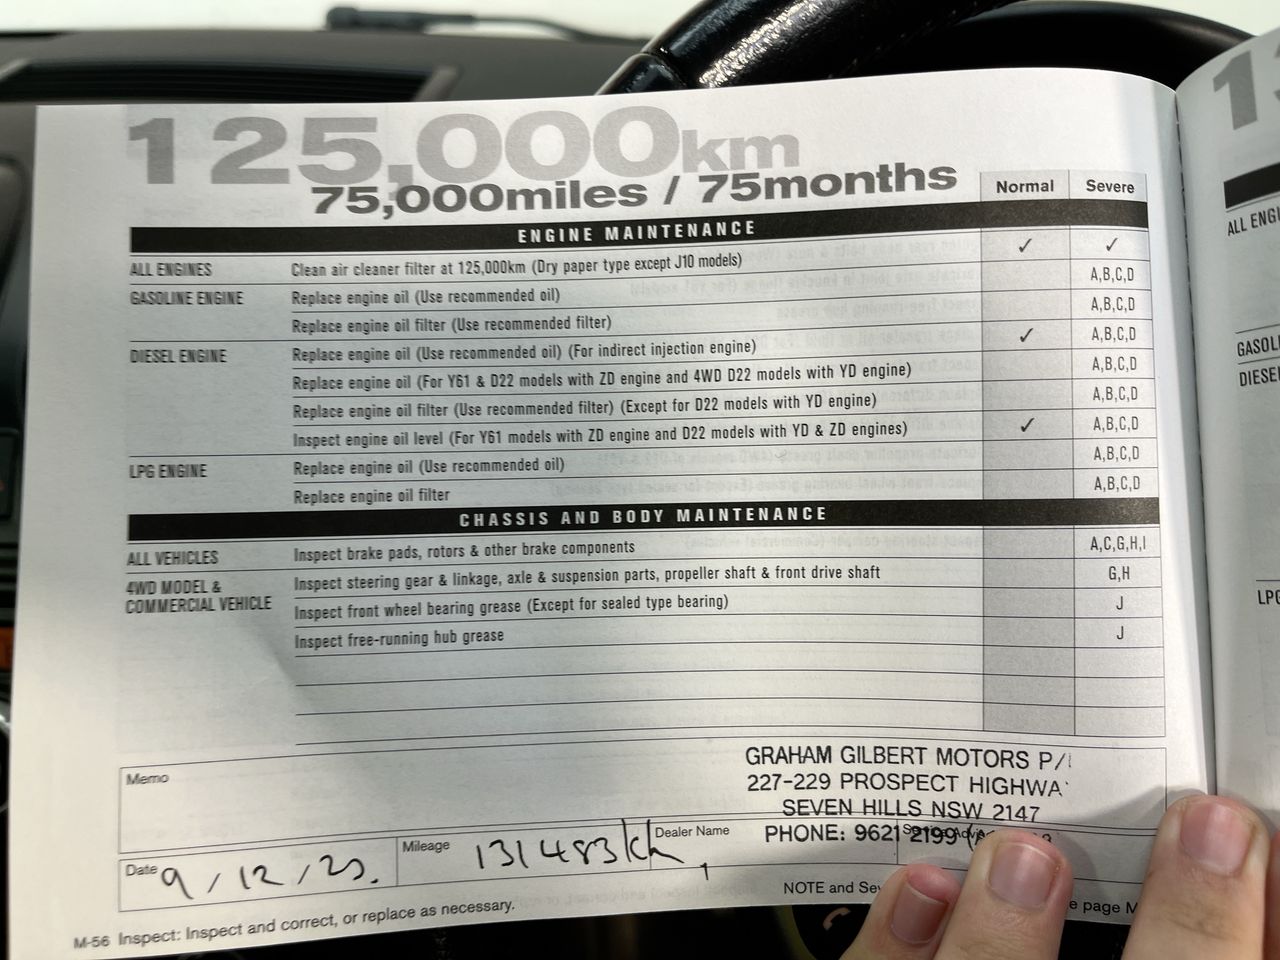 125,000km
75,000miles / 75months
Normal Severe
ENGINE MAINTENANCE
ALL ENGINES Clean air cleaner filter at 125,000km (Dry paper type except J10 models) ✓ ✓
GASOLINE ENGINE Replace engine oil (Use recommended oil) A,B,C,D
Replace engine oil filter (Use recommended filter) A,B,C,D
DIESEL ENGINE Replace engine oil (Use recommended oil) (For indirect injection engine) ✓ A,B,C,D
Replace engine oil (For Y61 & D22 models with ZD engine and 4WD D22 models with YD engine) A,B,C,D
Replace engine oil filter (Use recommended filter) (Except for D22 models with YD engine) A,B,C,D
Inspect engine oil level (For Y61 models with ZD engine and D22 models with YD & ZD engines) ✓ A,B,C,D
LPG ENGINE Replace engine oil (Use recommended oil) A,B,C,D
Replace engine oil filter A,B,C,D
CHASSIS AND BODY MAINTENANCE
ALL VEHICLES Inspect brake pads, rotors & other brake components A,C,G,H,I
4WD MODEL & COMMERCIAL VEHICLE Inspect steering gear & linkage, axle & suspension parts, propeller shaft & front drive shaft G,H
Inspect front wheel bearing grease (Except for sealed type bearing) J
Inspect free-running hub grease J
Memo
GRAHAM GILBERT MOTORS P/
227-229 PROSPECT HIGHWA
SEVEN HILLS NSW 2147
PHONE: 9621 2199
Date 9/12/20. Mileage 131483 Dealer Name
NOTE and page M
M-56 Inspect: Inspect and correct, or replace as necessary.
ALL
GASOL
DIESE
LPG